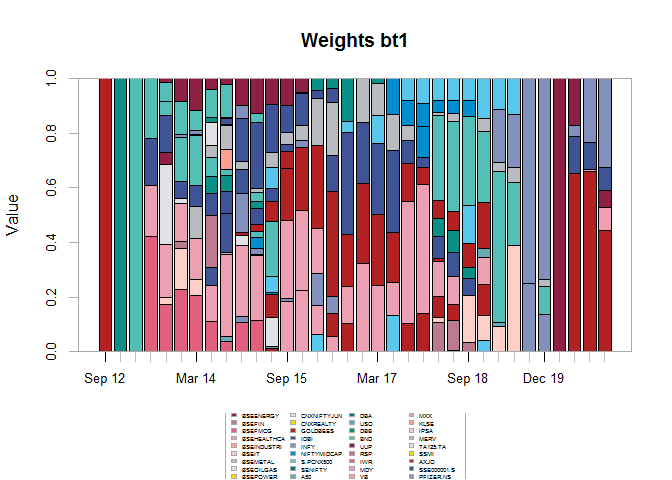 Weights bt1
Value
1.0
0.8
0.6
0.4
0.2
0.0
Sep 12 Mar 14 Sep 15 Mar 17 Sep 18 Dec 19
BSEENERGY CNXNIFTYJUN DBA MXX
BSEFIN CNXREALTY USO KLSE
BSEFMCG GOLDBEES DBB IPSA
BSEHEALTHCA IDBI BND MERV
BSEINDUSTRI INFY UUP TA125.TA
BSEIT NIFTYMIDCAP RSP SSMI
BSEMETAL S.PCNX500 IWR AXJO
BSEOILGAS SENIFTY MDY SSE000001.S
BSEPOWER A50 PFIZER.NS